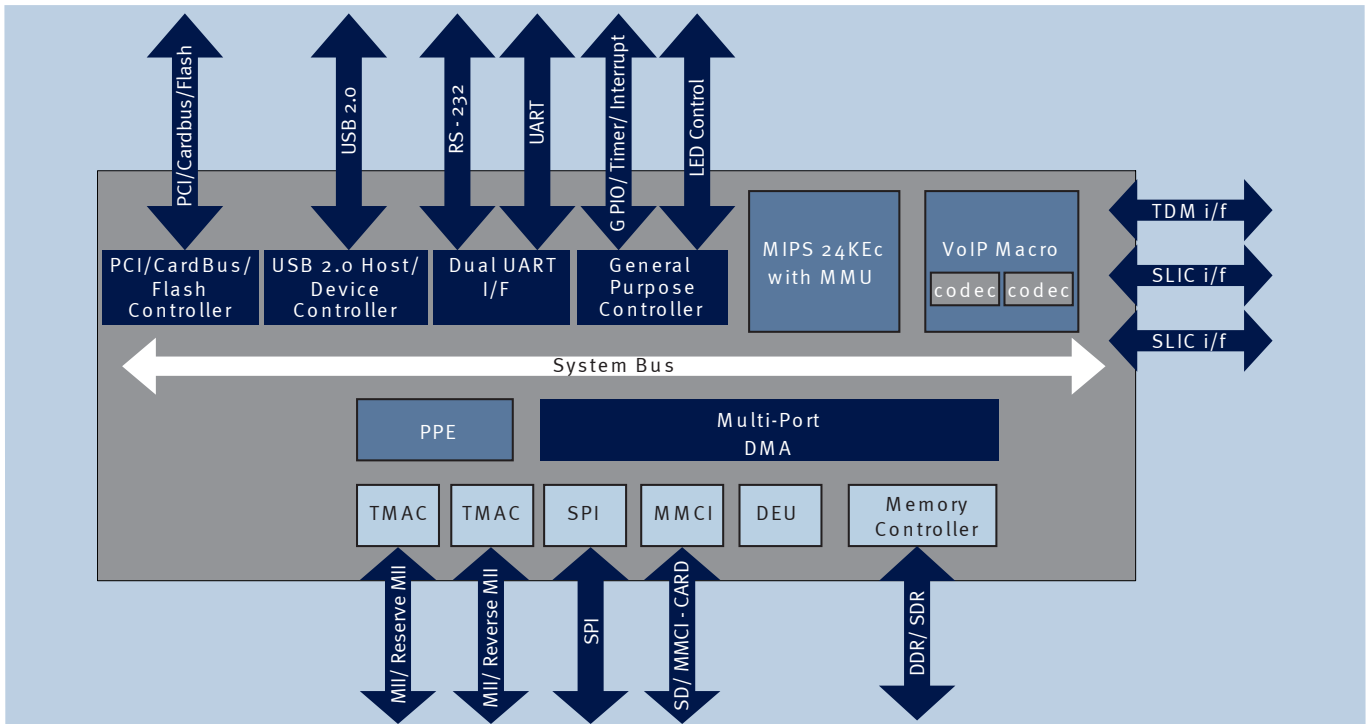 PCI/Cardbus/Flash
USB 2.0
RS - 232
UART
G PIO/ Timer/ Interrupt
LED Control
PCI/CardBus/
Flash
Controller
USB 2.0 Host/
Device
Controller
Dual UART
I/F
General
Purpose
Controller
MIPS 24KEc
with MMU
VoIP Macro
codec codec
TDM i/f
SLIC i/f
SLIC i/f
System Bus
PPE
Multi-Port
DMA
TMAC
TMAC
SPI
MMCI
DEU
Memory
Controller
MII/ Reserve MII
MII/ Reverse MII
SPI
SD/ MMCI - CARD
DDR/ SDR